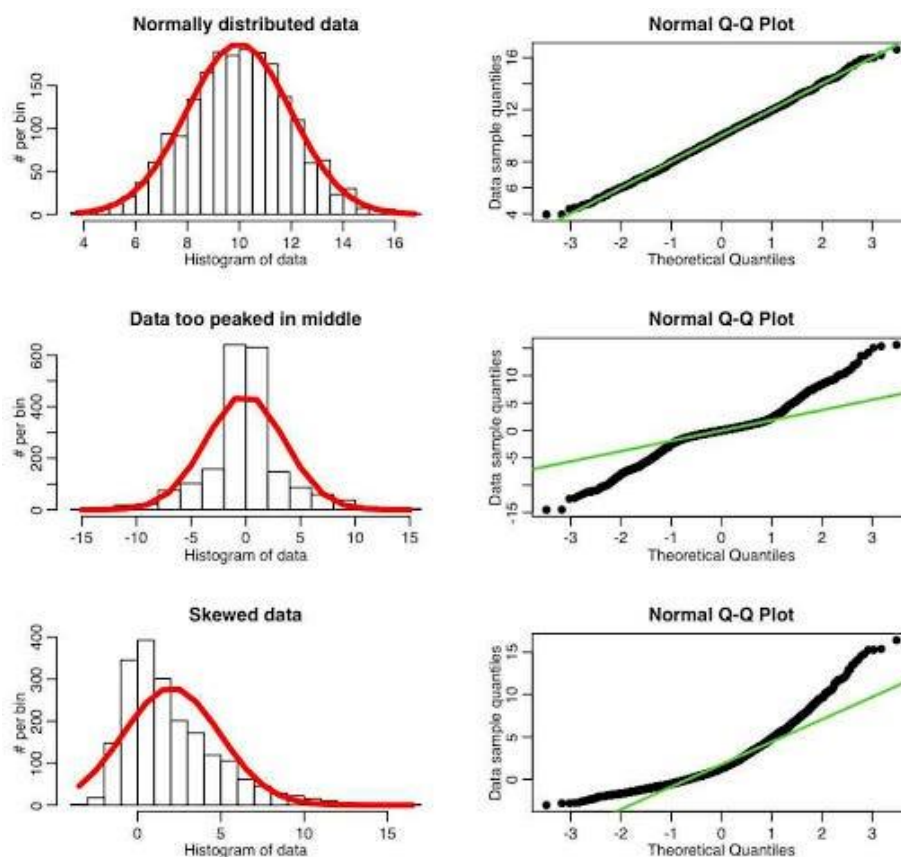 Normally distributed data
# per bin
0
50
100
150
4 6 8 10 12 14 16
Histogram of data
Normal Q-Q Plot
Data sample quantiles
4
8
12
16
-3 -2 -1 0 1 2 3
Theoretical Quantiles
Data too peaked in middle
# per bin
0
200
400
600
-15 -10 -5 0 5 10 15
Histogram of data
Normal Q-Q Plot
Data sample quantiles
-15
-5
0
5
10
-3 -2 -1 0 1 2 3
Theoretical Quantiles
Skewed data
# per bin
0
100
200
300
400
0 5 10 15
Histogram of data
Normal Q-Q Plot
Data sample quantiles
0
5
10
15
-3 -2 -1 0 1 2 3
Theoretical Quantiles